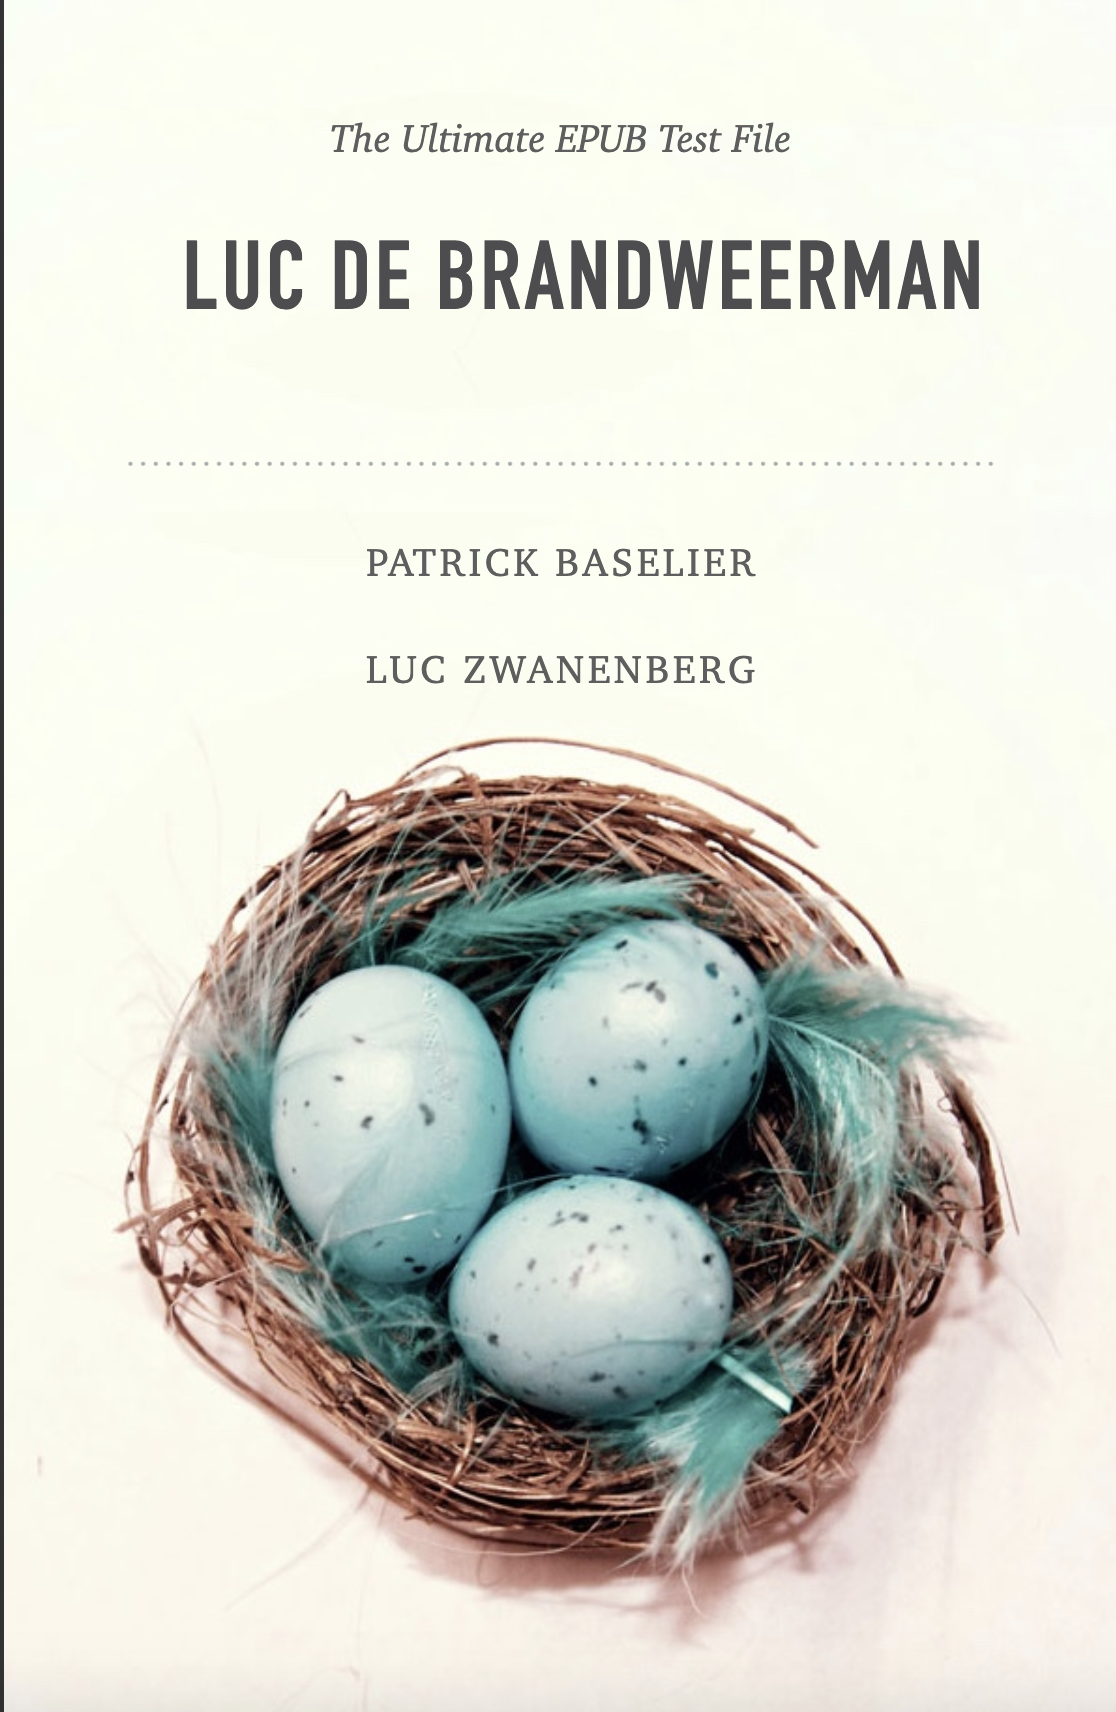 The Ultimate EPUB Test File
LUC DE BRANDWEERMAN
PATRICK BASELIER
LUC ZWANENBERG